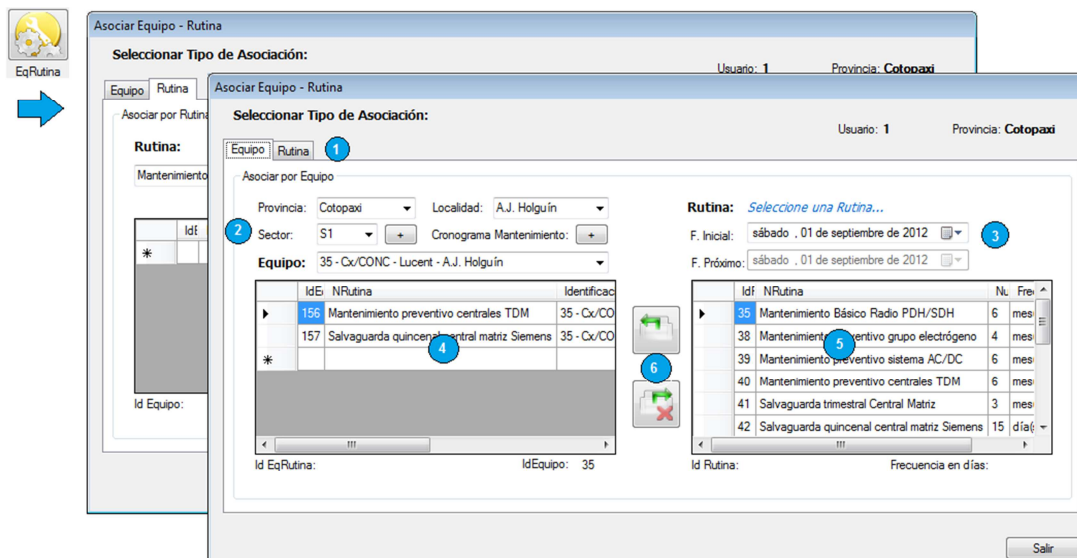 EqRutina
Asociar Equipo - Rutina
Seleccionar Tipo de Asociación:
Usuario: 1 Provincia: Cotopaxi
Equipo Rutina
Asociar por Rutina
Rutina:
Mantenimiento
*
Id Equipo:
Asociar Equipo - Rutina
Seleccionar Tipo de Asociación:
Usuario: 1 Provincia: Cotopaxi
Equipo Rutina 1
Asociar por Equipo
Provincia: Cotopaxi Localidad: A.J. Holguín
2 Sector: S1 + Cronograma Mantenimiento: +
Equipo: 35 - Cx/CONC - Lucent - A.J. Holguín
Rutina: Seleccione una Rutina...
F. Inicial: sábado , 01 de septiembre de 2012 3
F. Próximo: sábado , 01 de septiembre de 2012
NRutina Identificac
156 Mantenimiento preventivo centrales TDM 35 - Cx/CO
157 Salvaguarda quincenal central matriz Siemens 35 - Cx/CO
*
4
Id EqRutina: IdEquipo: 35
6
NRutina
35 Mantenimiento Básico Radio PDH/SDH 6 mes
38 Mantenimiento preventivo grupo electrógeno 4 mes
39 Mantenimiento preventivo sistema AC/DC 6 mes
40 Mantenimiento preventivo centrales TDM 6 mes
41 Salvaguarda trimestral Central Matriz 3 mes
42 Salvaguarda quincenal central matriz Siemens 15 día(
5
Id Rutina: Frecuencia en días:
Salir